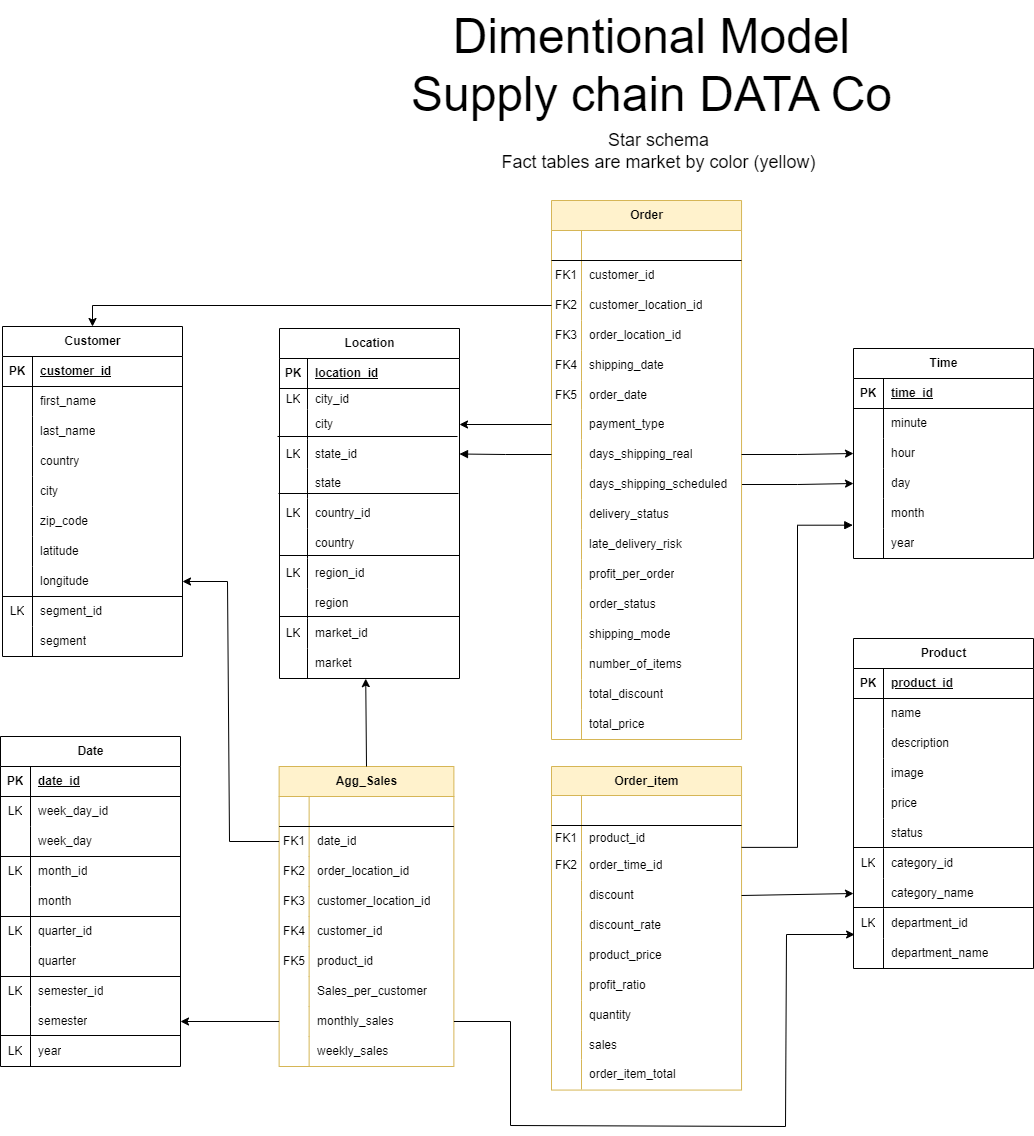 Dimentional Model
Supply chain DATA Co
Star schema
Fact tables are market by color (yellow)
Order
FK1 customer_id
FK2 customer_location_id
FK3 order_location_id
FK4 shipping_date
FK5 order_date
payment_type
days_shipping_real
days_shipping_scheduled
delivery_status
late_delivery_risk
profit_per_order
order_status
shipping_mode
number_of_items
total_discount
total_price
Customer
PK customer_id
first_name
last_name
country
city
zip_code
latitude
longitude
LK segment_id
segment
Location
PK location_id
LK city_id
city
LK state_id
state
LK country_id
country
LK region_id
region
LK market_id
market
Time
PK time_id
minute
hour
day
month
year
Product
PK product_id
name
description
image
price
status
LK category_id
category_name
LK department_id
department_name
Date
PK date_id
LK week_day_id
week_day
LK month_id
month
LK quarter_id
quarter
LK semester_id
semester
LK year
Agg_Sales
FK1 date_id
FK2 order_location_id
FK3 customer_location_id
FK4 customer_id
FK5 product_id
Sales_per_customer
monthly_sales
weekly_sales
Order_item
FK1 product_id
FK2 order_time_id
discount
discount_rate
product_price
profit_ratio
quantity
sales
order_item_total